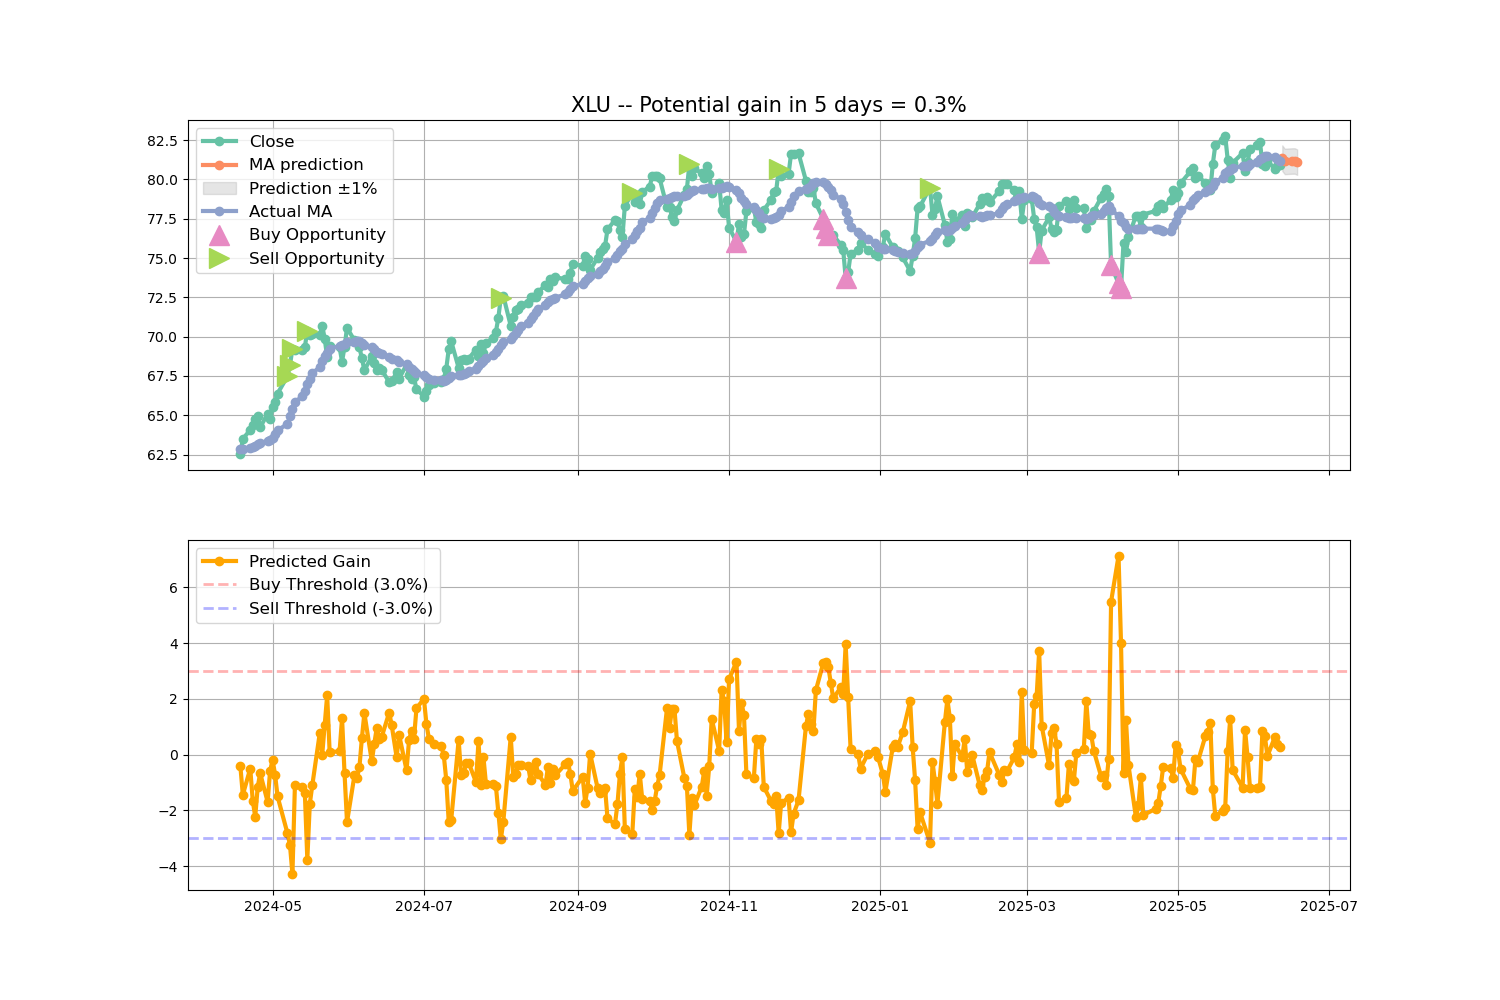 XLU -- Potential gain in 5 days = 0.3%
82.5
80.0
77.5
75.0
72.5
70.0
67.5
65.0
62.5
Close
MA prediction
Prediction ±1%
Actual MA
Buy Opportunity
Sell Opportunity
6
4
2
0
−2
−4
Predicted Gain
Buy Threshold (3.0%)
Sell Threshold (-3.0%)
2024-05 2024-07 2024-09 2024-11 2025-01 2025-03 2025-05 2025-07